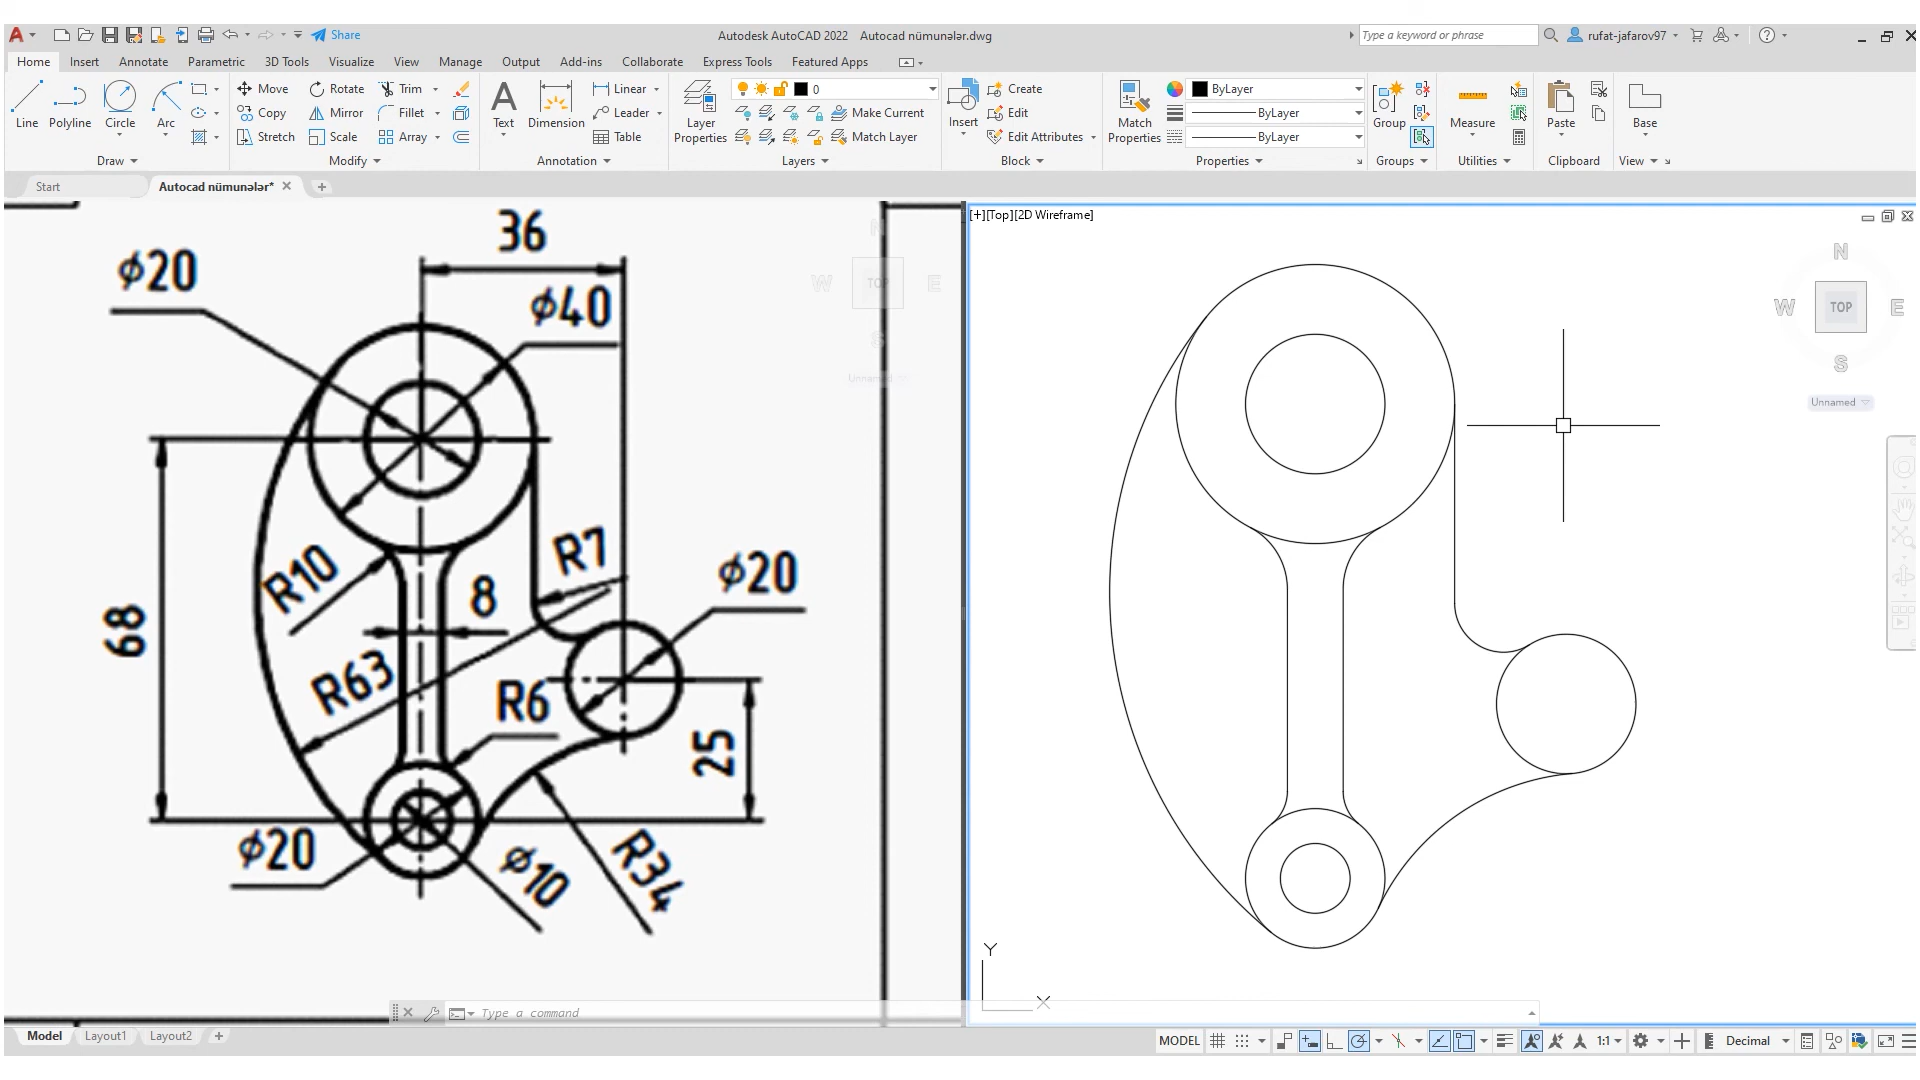 Share
Autodesk AutoCAD 2022 Autocad nümunələr.dwg
Type a keyword or phrase
rufat-jafarov97
Home Insert Annotate Parametric 3D Tools Visualize View Manage Output Add-ins Collaborate Express Tools Featured Apps
Line Polyline Circle Arc
Move Rotate Trim
Copy Mirror Fillet
Stretch Scale Array
Text Dimension
Linear
Leader
Table
Layer Properties
0
Make Current
Match Layer
Insert
Create
Edit
Edit Attributes
Match Properties
ByLayer
ByLayer
ByLayer
Group
Measure
Paste
Base
Draw Modify Annotation Layers Block Properties Groups Utilities Clipboard View
Start Autocad nümunələr*
[+][Top][2D Wireframe]
36
ϕ20
ϕ40
N
W TOP E
S
Unnamed
R10
R7
ϕ20
8
68
R63
R6
25
ϕ20
ϕ10
R34
N
W TOP E
S
Unnamed
Y
X
Type a command
Model Layout1 Layout2
MODEL 1:1 Decimal